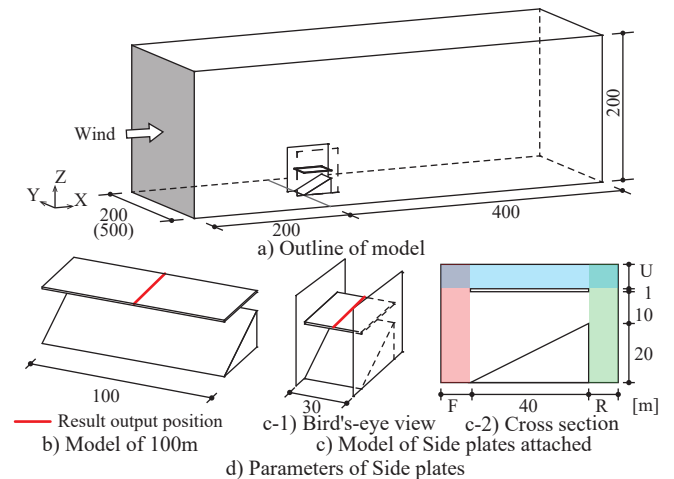 Wind
Z
Y
X
200
(500)
200
400
200
a) Outline of model
100
Result output position
b) Model of 100m
30
c-1) Bird's-eye view
U
1
10
20
F
40
R
[m]
c-2) Cross section
c) Model of Side plates attached
d) Parameters of Side plates